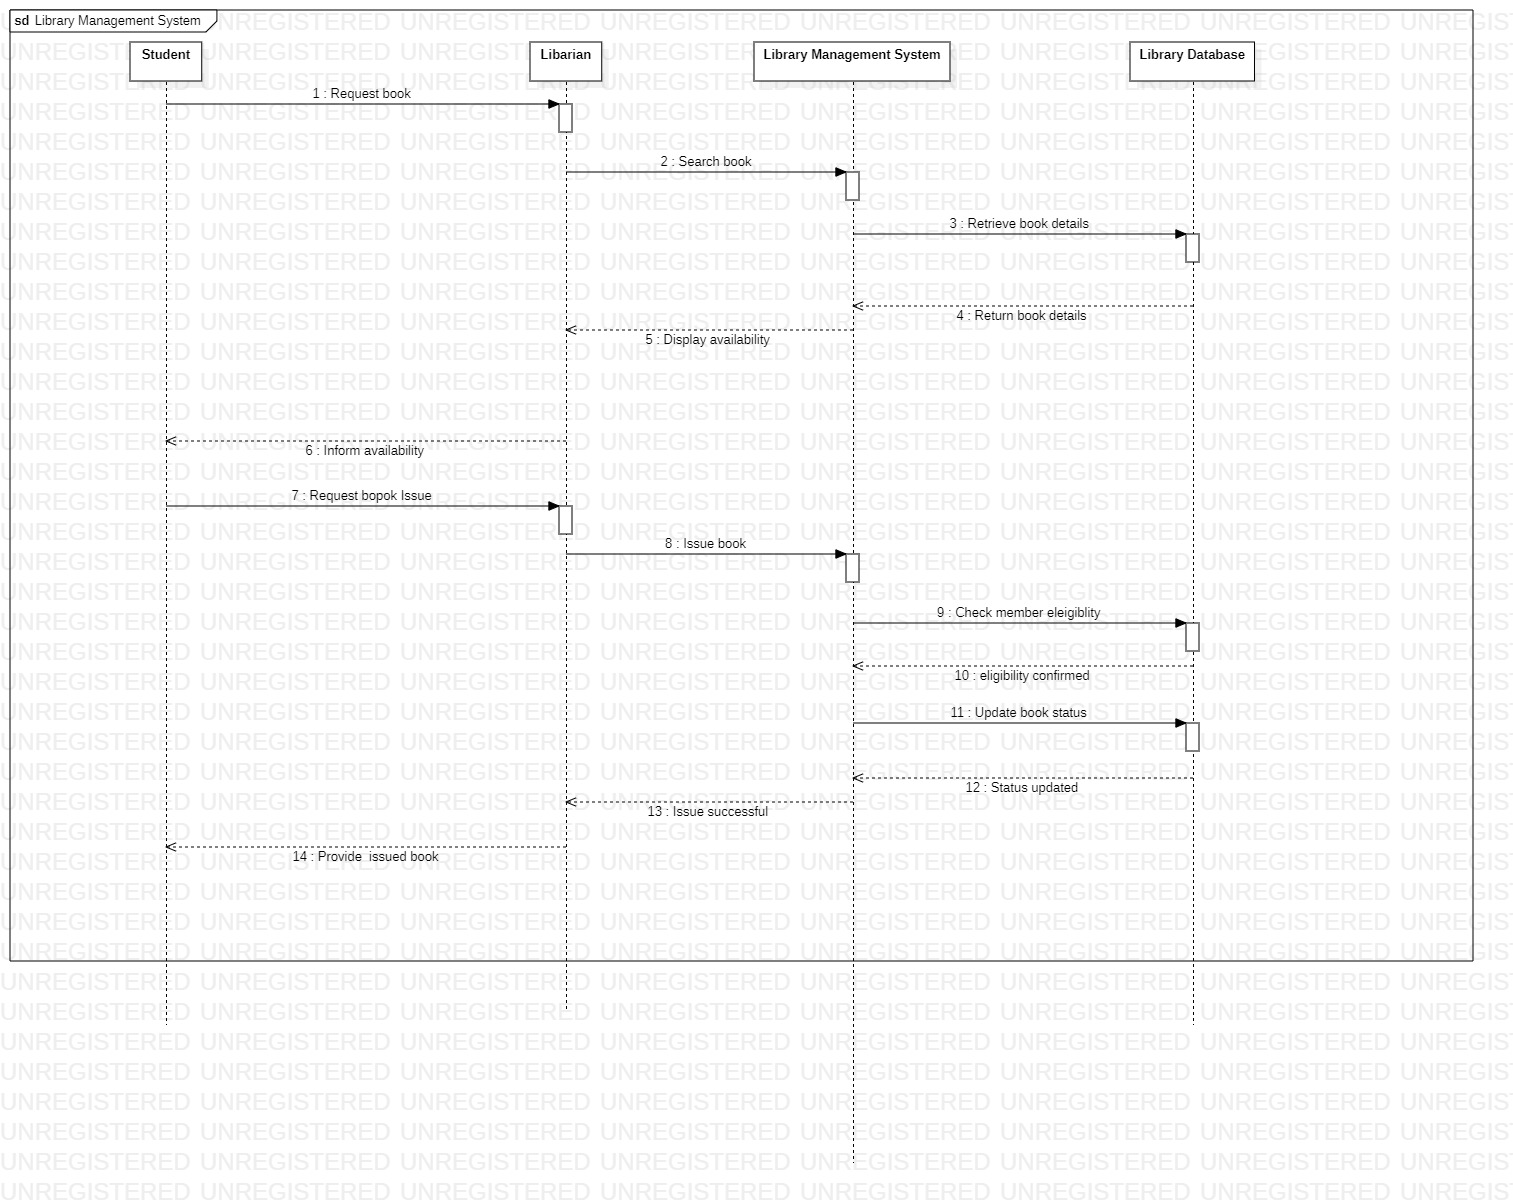 sd Library Management System
Student
Libarian
Library Management System
Library Database
1 : Request book
2 : Search book
3 : Retrieve book details
4 : Return book details
5 : Display availability
6 : Inform availability
7 : Request bopok Issue
8 : Issue book
9 : Check member eleigiblity
10 : eligibility confirmed
11 : Update book status
12 : Status updated
13 : Issue successful
14 : Provide  issued book
UNREGISTERED